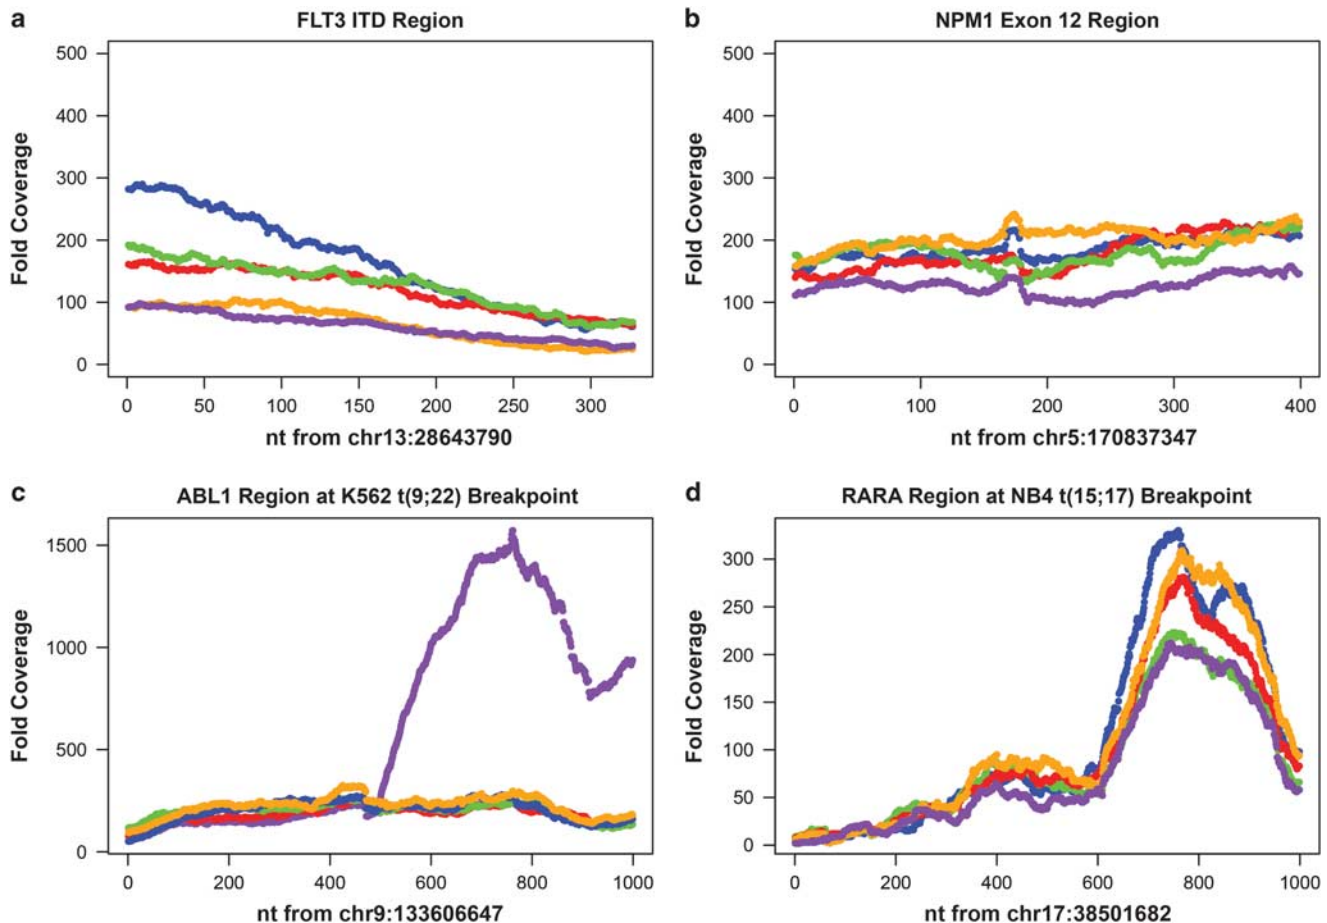 a
FLT3 ITD Region
500
400
300
200
100
0
Fold Coverage
0 50 100 150 200 250 300
nt from chr13:28643790
b
NPM1 Exon 12 Region
500
400
300
200
100
0
Fold Coverage
0 100 200 300 400
nt from chr5:170837347
c
ABL1 Region at K562 t(9;22) Breakpoint
1500
1000
500
0
Fold Coverage
0 200 400 600 800 1000
nt from chr9:133606647
d
RARA Region at NB4 t(15;17) Breakpoint
300
250
200
150
100
50
0
Fold Coverage
0 200 400 600 800 1000
nt from chr17:38501682